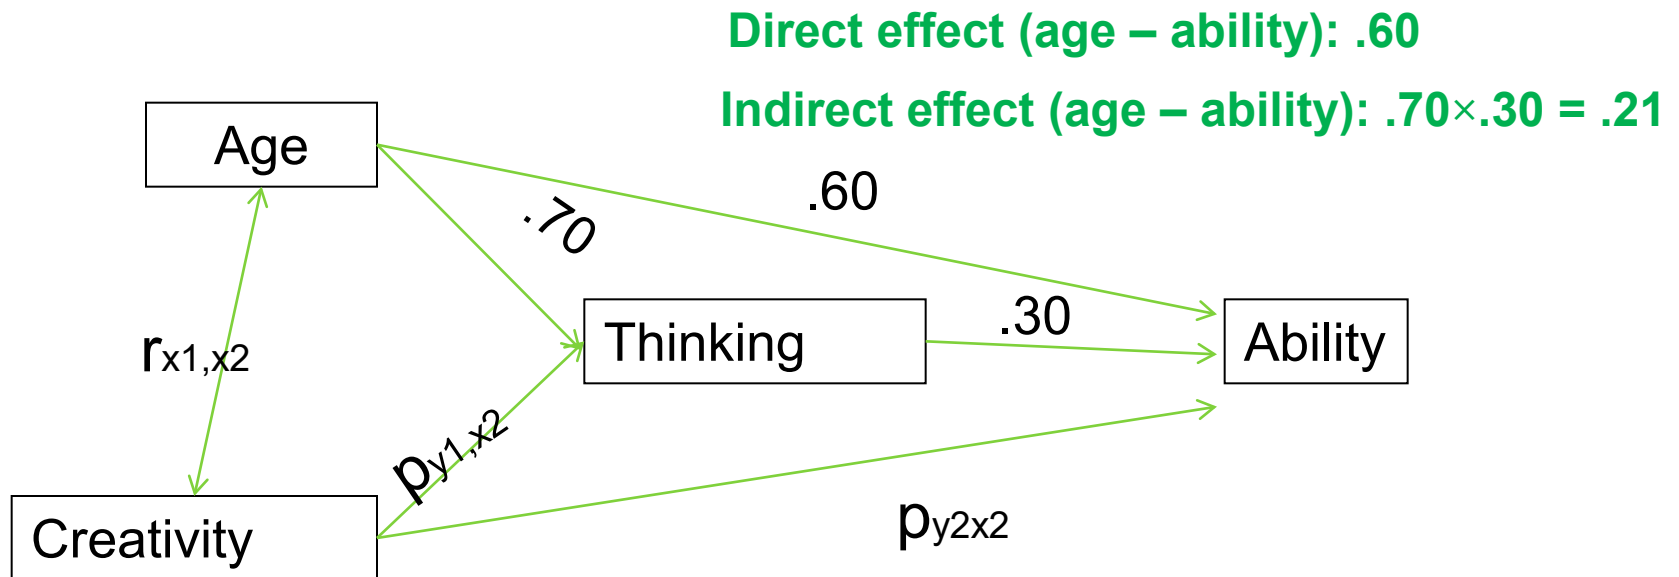 Direct effect (age – ability): .60
Indirect effect (age – ability): .70×.30 = .21
Age
.60
.70
.30
Thinking
Ability
rx1,x2
py1,x2
py2x2
Creativity